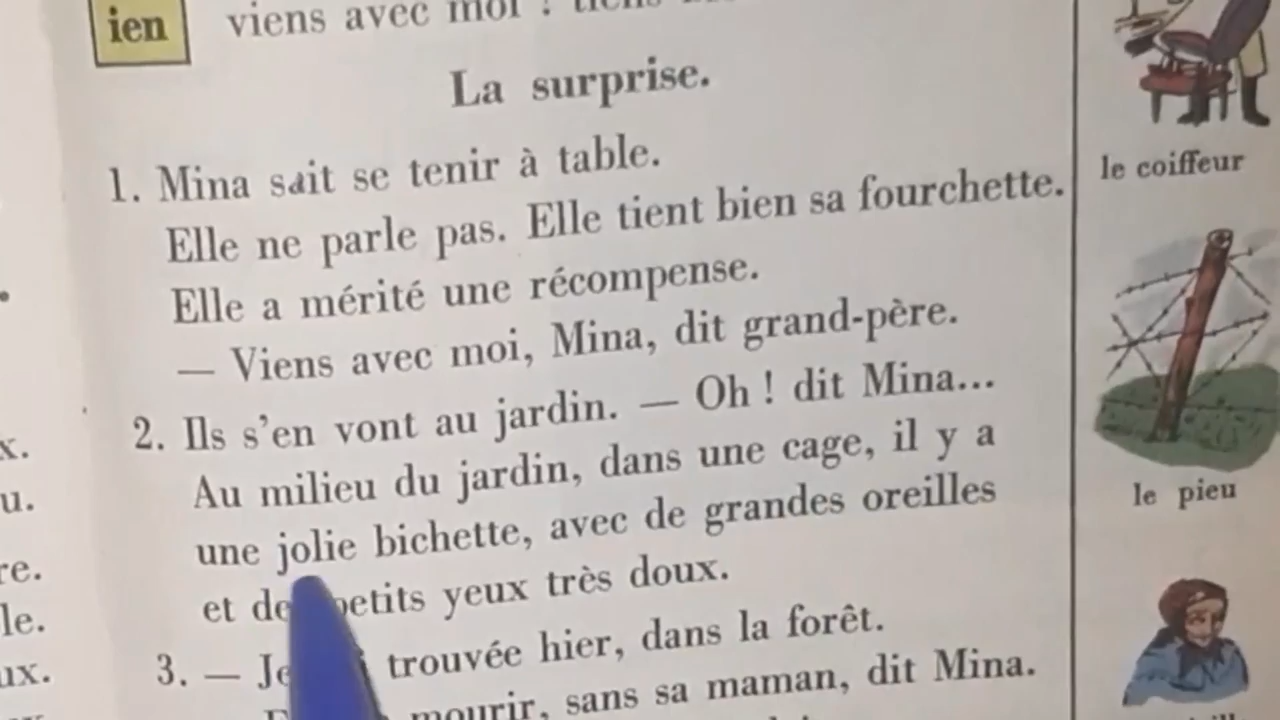 ien
viens avec moi !
La surprise.
1. Mina sait se tenir à table.
Elle ne parle pas. Elle tient bien sa fourchette.
Elle a mérité une récompense.
— Viens avec moi, Mina, dit grand-père.
2. Ils s'en vont au jardin. — Oh ! dit Mina...
Au milieu du jardin, dans une cage, il y a
une jolie bichette, avec de grandes oreilles
et de petits yeux très doux.
3. — trouvée hier, dans la forêt.
mourir, sans sa maman, dit Mina.
le coiffeur
le pieu